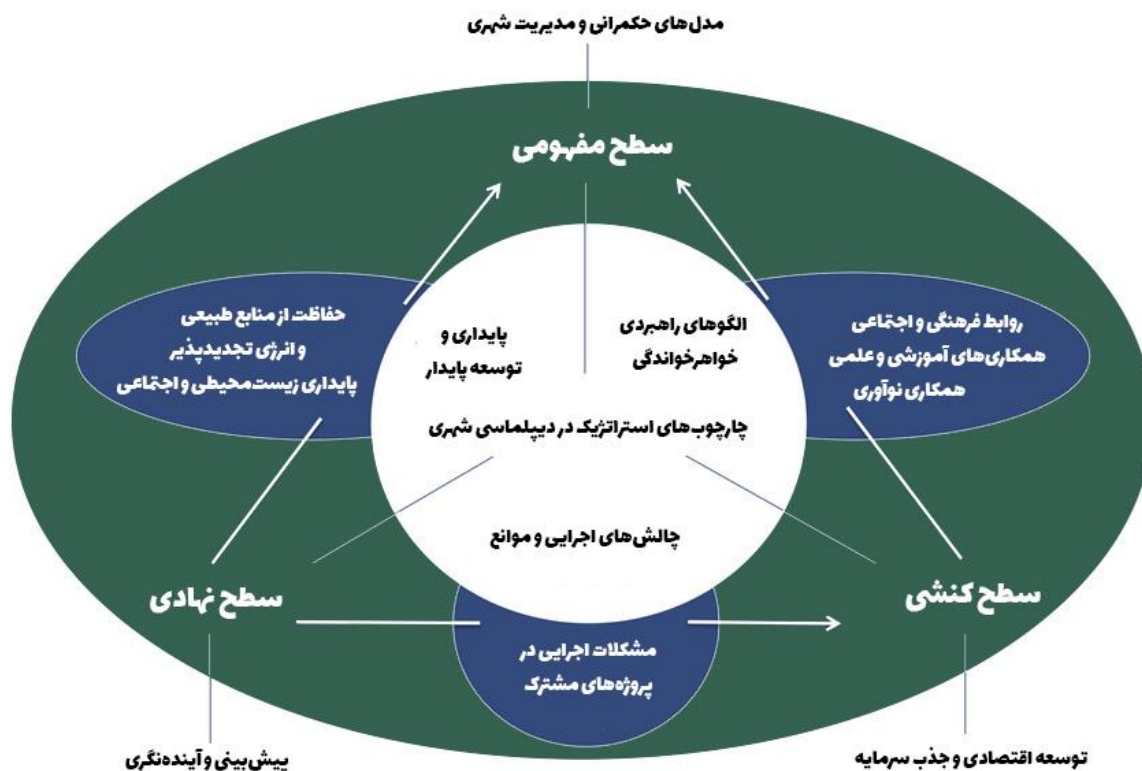 مدل‌های حکمرانی و مدیریت شهری
سطح مفهومی
روابط فرهنگی و اجتماعی
همکاری‌های آموزشی و علمی
همکاری نوآوری
الگوهای راهبردی
خواهرخواندگی
پایداری و
توسعه پایدار
حفاظت از منابع طبیعی
و انرژی تجدیدپذیر
پایداری زیست‌محیطی و اجتماعی
چارچوب‌های استراتژیک در دیپلماسی شهری
چالش‌های اجرایی و موانع
سطح کنشی
سطح نهادی
مشکلات اجرایی در
پروژه‌های مشترک
توسعه اقتصادی و جذب سرمایه
پیش‌بینی و آینده‌نگری